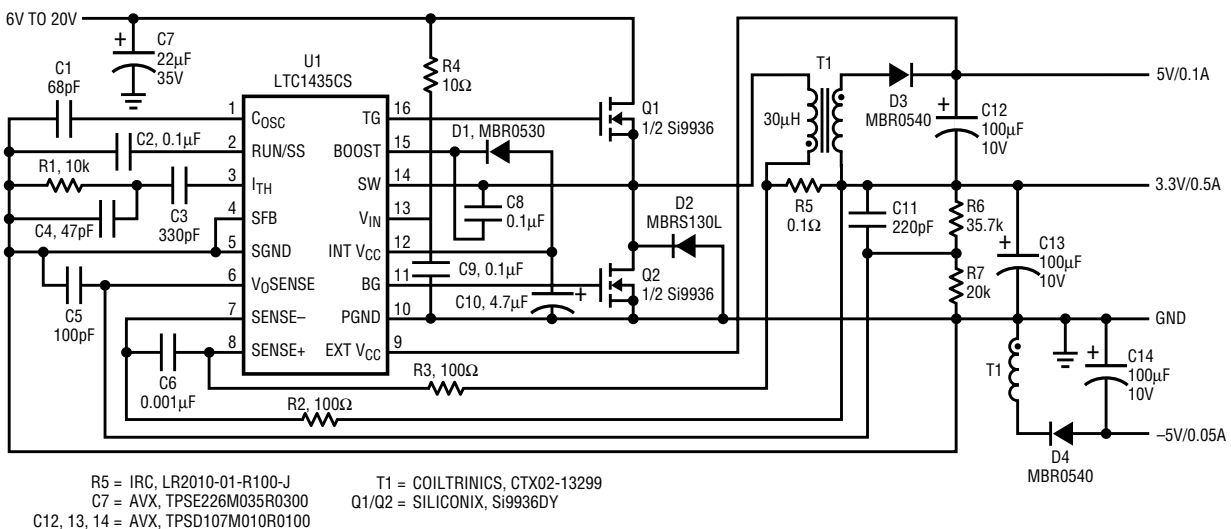 6V TO 20V
+
C7
22µF
35V
C1
68pF
U1
LTC1435CS
R4
10Ω
T1
30µH
D3
MBR0540
5V/0.1A
+
C12
100µF
10V
1
COSC
TG
16
Q1
1/2 Si9936
C2, 0.1µF
2
RUN/SS
BOOST
15
D1, MBR0530
R1, 10k
3
ITH
SW
14
3.3V/0.5A
C3
330pF
C4, 47pF
4
SFB
VIN
13
C8
0.1µF
D2
MBRS130L
R5
0.1Ω
C11
220pF
R6
35.7k
+
C13
100µF
10V
5
SGND
INT VCC
12
C9, 0.1µF
6
VOSENSE
BG
11
C10, 4.7µF
+
Q2
1/2 Si9936
R7
20k
C5
100pF
7
SENSE–
PGND
10
GND
8
SENSE+
EXT VCC
9
C6
0.001µF
R3, 100Ω
R2, 100Ω
T1
+
C14
100µF
10V
D4
MBR0540
–5V/0.05A
R5 = IRC, LR2010-01-R100-J
C7 = AVX, TPSE226M035R0300
C12, 13, 14 = AVX, TPSD107M010R0100
T1 = COILTRINICS, CTX02-13299
Q1/Q2 = SILICONIX, Si9936DY